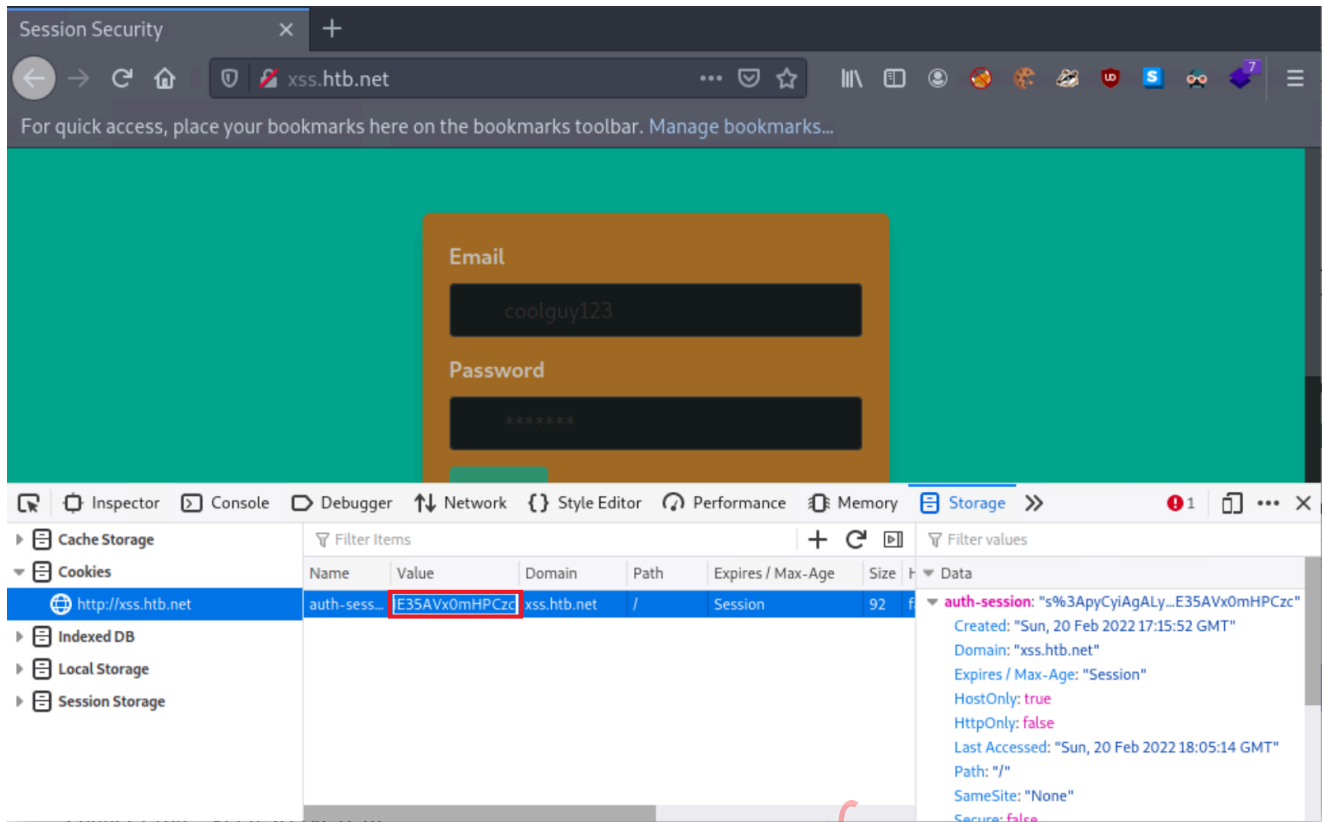 Session Security
xss.htb.net
7
For quick access, place your bookmarks here on the bookmarks toolbar. Manage bookmarks...
Email
coolguy123
Password
*******
Inspector Console Debugger Network Style Editor Performance Memory Storage 1
Cache Storage
Cookies
http://xss.htb.net
Indexed DB
Local Storage
Session Storage
Filter Items
Name Value Domain Path Expires / Max-Age Size
auth-sess... E35AVx0mHPCzc xss.htb.net / Session 92 f
Filter values
Data
auth-session: "s%3ApyCyiAgALy...E35AVx0mHPCzc"
Created: "Sun, 20 Feb 2022 17:15:52 GMT"
Domain: "xss.htb.net"
Expires / Max-Age: "Session"
HostOnly: true
HttpOnly: false
Last Accessed: "Sun, 20 Feb 2022 18:05:14 GMT"
Path: "/"
SameSite: "None"
Secure: false